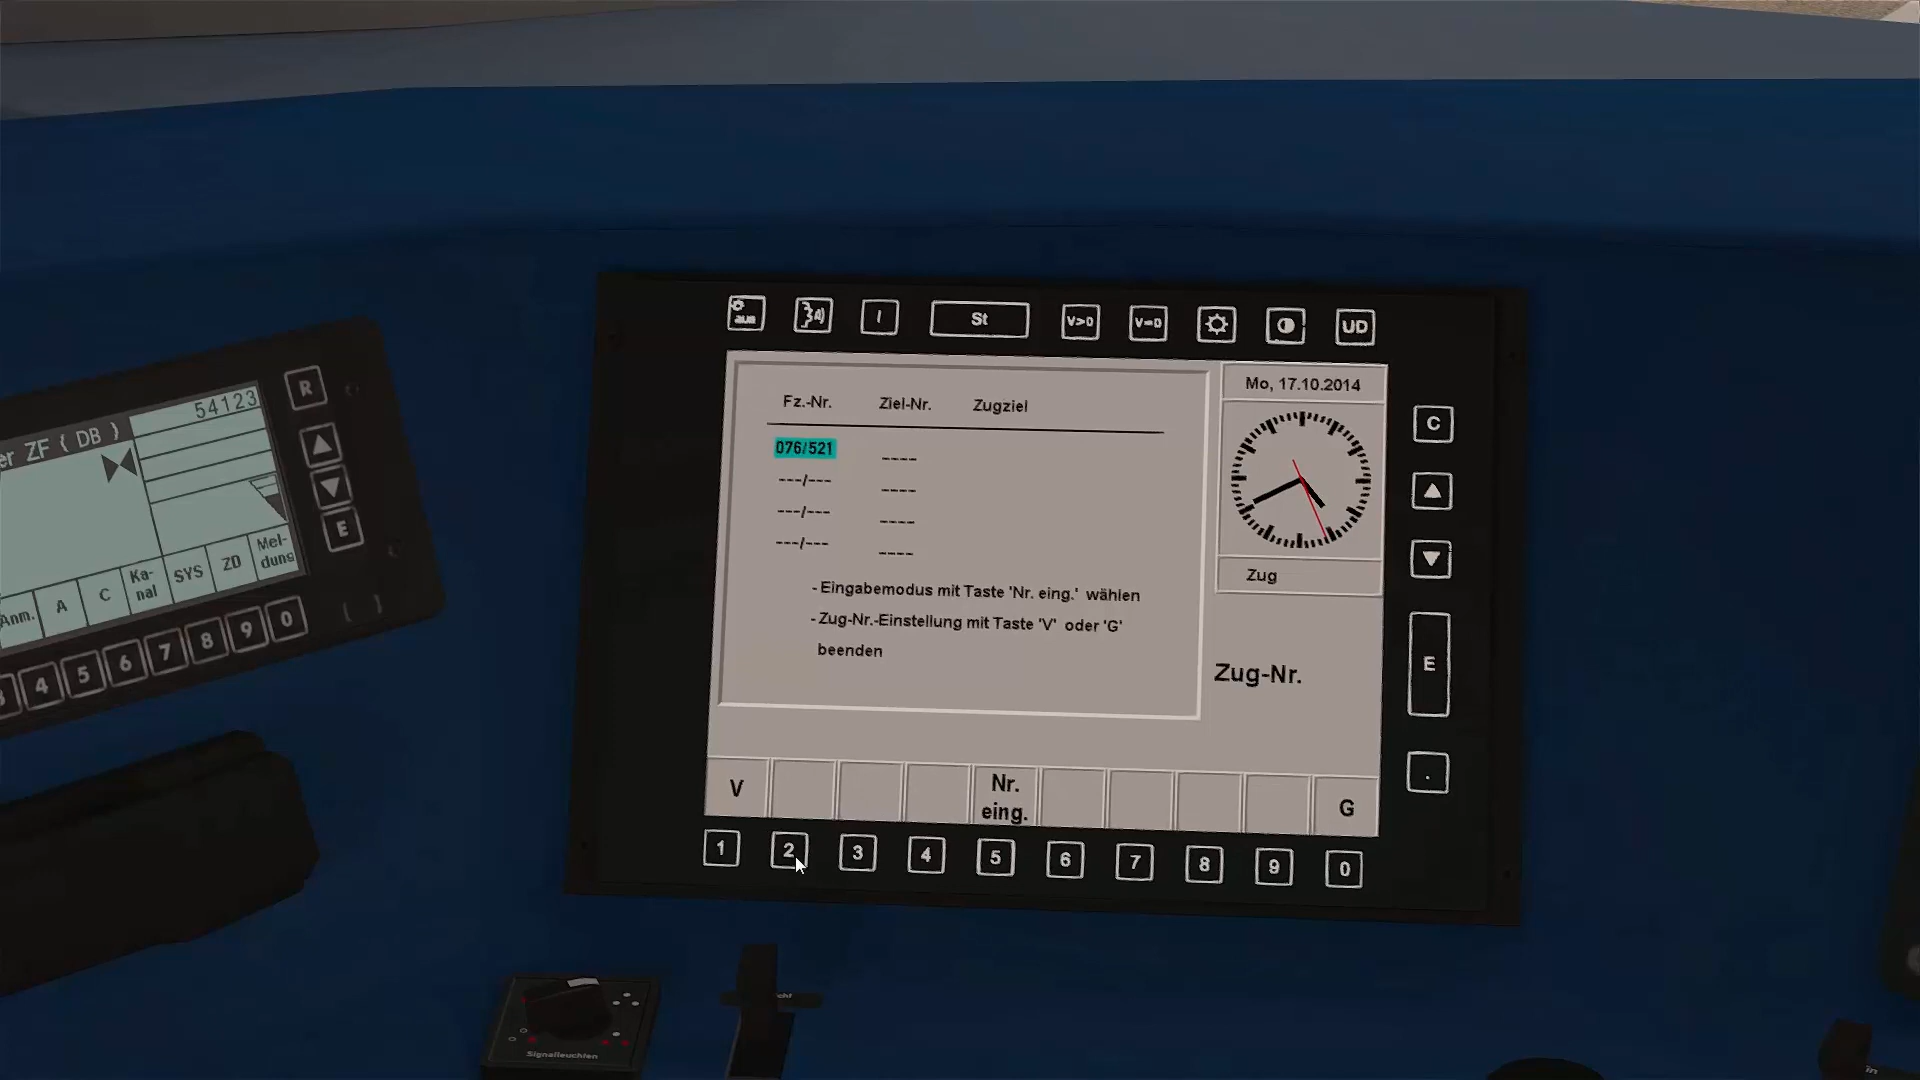 aus
I
St
V>0
V=0
UD
Fz.-Nr. Ziel-Nr. Zugziel
076/521 ----
---/--- ----
---/--- ----
---/--- ----
- Eingabemodus mit Taste 'Nr. eing.' wählen
- Zug-Nr.-Einstellung mit Taste 'V' oder 'G'
beenden
Mo, 17.10.2014
Zug
Zug-Nr.
V
Nr.
eing.
G
1 2 3 4 5 6 7 8 9 0
C
E
.
54123
er ZF ( DB )
Anm.
A
C
Ka-
nal
SYS
ZD
Mel-
dung
R
E
4 5 6 7 8 9 0
Signalleuchten